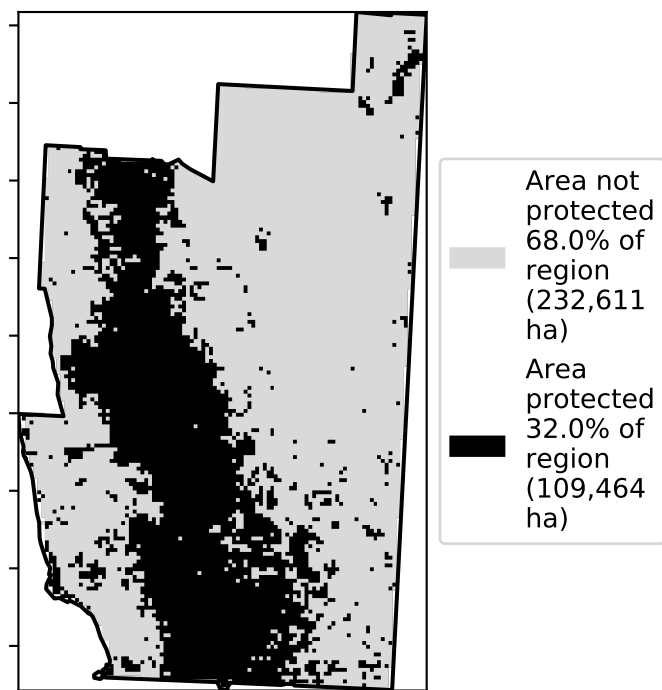 Area not
protected
68.0% of
region
(232,611
ha)
Area
protected
32.0% of
region
(109,464
ha)